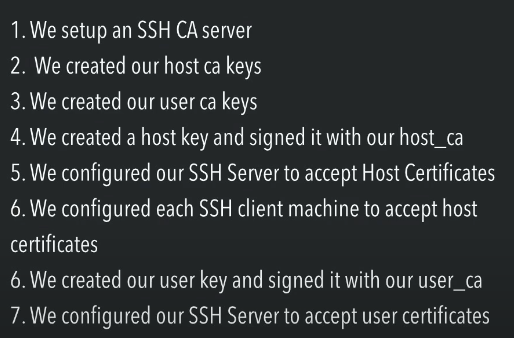 1. We setup an SSH CA server
2. We created our host ca keys
3. We created our user ca keys
4. We created a host key and signed it with our host_ca
5. We configured our SSH Server to accept Host Certificates
6. We configured each SSH client machine to accept host
certificates
6. We created our user key and signed it with our user_ca
7. We configured our SSH Server to accept user certificates